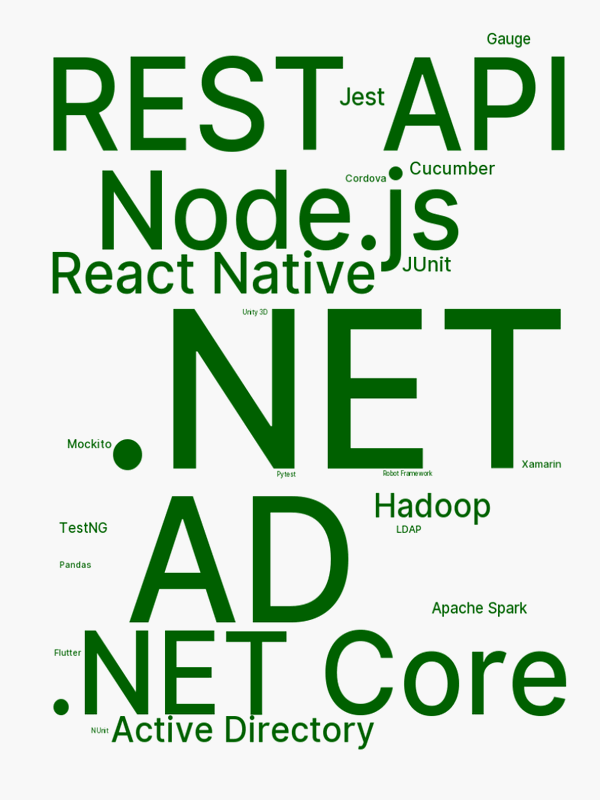 Gauge
REST API
Jest
Cucumber
Cordova
Node.js
JUnit
React Native
Unity 3D
.NET
Mockito
Xamarin
Pytest
Robot Framework
Hadoop
AD
TestNG
LDAP
Pandas
Apache Spark
Flutter
.NET Core
NUnit
Active Directory